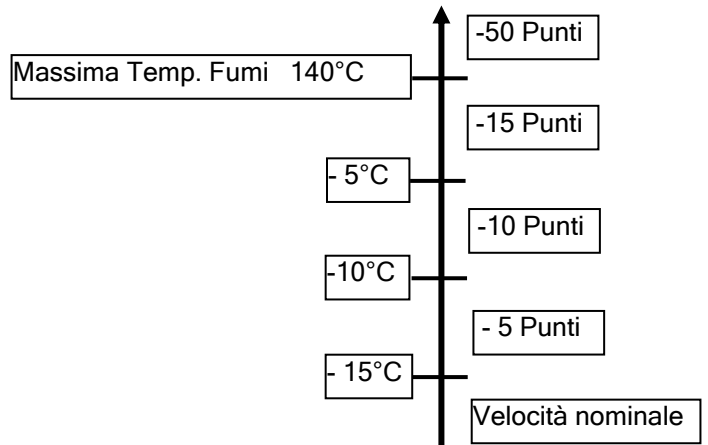 -50 Punti
Massima Temp. Fumi 140°C
-15 Punti
- 5°C
-10 Punti
-10°C
- 5 Punti
- 15°C
Velocità nominale